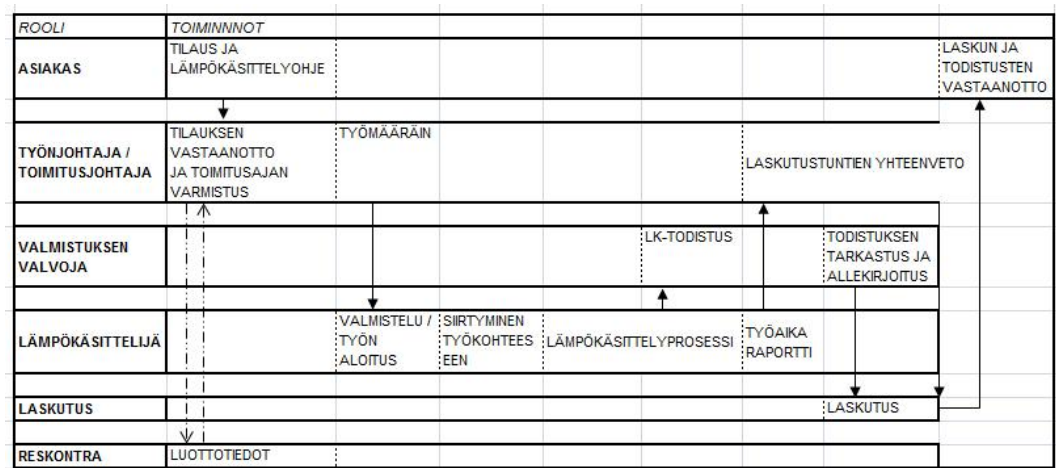 ROOLI
TOIMINNNOT
ASIAKAS
TILAUS JA
LÄMPÖKÄSITTELYOHJE
LASKUN JA
TODISTUSTEN
VASTAANOTTO
TYÖNJOHTAJA /
TOIMITUSJOHTAJA
TILAUKSEN
VASTAANOTTO
JA TOIMITUSAJAN
VARMISTUS
TYÖMÄÄRÄIN
LASKUTUSTUNTIEN YHTEENVETO
VALMISTUKSEN
VALVOJA
LK-TODISTUS
TODISTUKSEN
TARKASTUS JA
ALLEKIRJOITUS
LÄMPÖKÄSITTELIJÄ
VALMISTELU /
TYÖN
ALOITUS
SIIRTYMINEN
TYÖKOHTEES
EEN
LÄMPÖKÄSITTELYPROSESSI
TYÖAIKA
RAPORTTI
LASKUTUS
LASKUTUS
RESKONTRA
LUOTTOTIEDOT